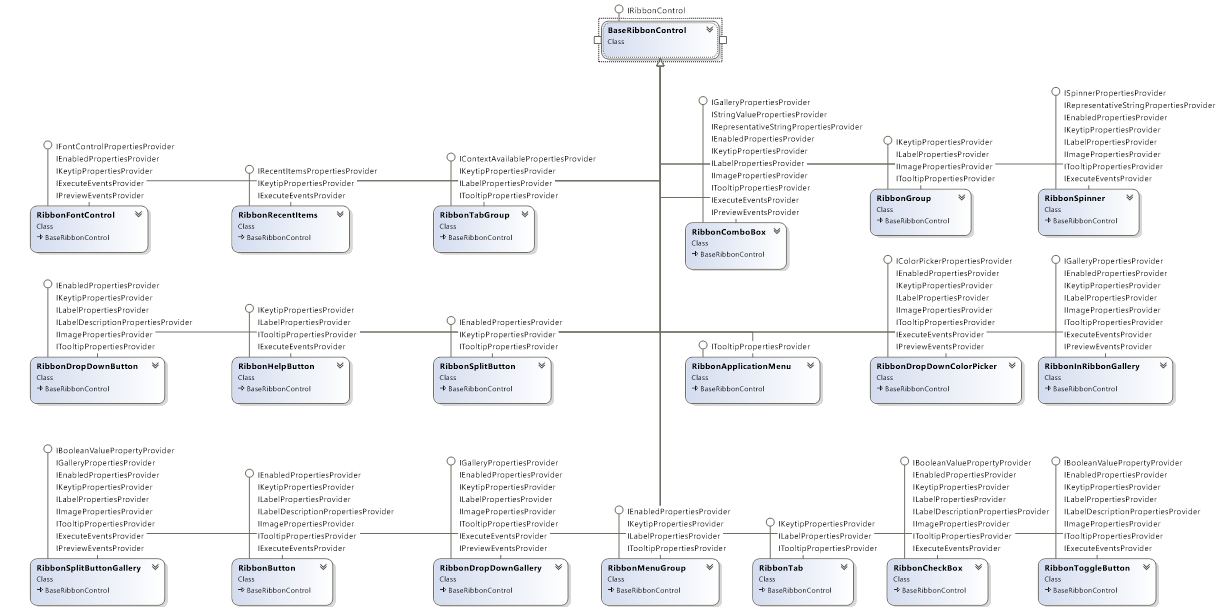 IRibbonControl
BaseRibbonControl
Class
IFontControlPropertiesProvider
IEnabledPropertiesProvider
IKeytipPropertiesProvider
IExecuteEventsProvider
IPreviewEventsProvider
RibbonFontControl
Class
BaseRibbonControl
IRecentItemsPropertiesProvider
IKeytipPropertiesProvider
IExecuteEventsProvider
RibbonRecentItems
Class
BaseRibbonControl
IContextAvailablePropertiesProvider
IKeytipPropertiesProvider
ILabelPropertiesProvider
ITooltipPropertiesProvider
RibbonTabGroup
Class
BaseRibbonControl
IGalleryPropertiesProvider
IStringValuePropertiesProvider
IRepresentativeStringPropertiesProvider
IEnabledPropertiesProvider
IKeytipPropertiesProvider
ILabelPropertiesProvider
IImagePropertiesProvider
ITooltipPropertiesProvider
IExecuteEventsProvider
IPreviewEventsProvider
RibbonComboBox
Class
BaseRibbonControl
IKeytipPropertiesProvider
ILabelPropertiesProvider
IImagePropertiesProvider
ITooltipPropertiesProvider
RibbonGroup
Class
BaseRibbonControl
ISpinnerPropertiesProvider
IRepresentativeStringPropertiesProvider
IEnabledPropertiesProvider
IKeytipPropertiesProvider
ILabelPropertiesProvider
IImagePropertiesProvider
ITooltipPropertiesProvider
IExecuteEventsProvider
RibbonSpinner
Class
BaseRibbonControl
IEnabledPropertiesProvider
IKeytipPropertiesProvider
ILabelPropertiesProvider
ILabelDescriptionPropertiesProvider
IImagePropertiesProvider
ITooltipPropertiesProvider
RibbonDropDownButton
Class
BaseRibbonControl
IKeytipPropertiesProvider
ILabelPropertiesProvider
ITooltipPropertiesProvider
IExecuteEventsProvider
RibbonHelpButton
Class
BaseRibbonControl
IEnabledPropertiesProvider
IKeytipPropertiesProvider
ITooltipPropertiesProvider
RibbonSplitButton
Class
BaseRibbonControl
ITooltipPropertiesProvider
RibbonApplicationMenu
Class
BaseRibbonControl
IColorPickerPropertiesProvider
IEnabledPropertiesProvider
IKeytipPropertiesProvider
ILabelPropertiesProvider
IImagePropertiesProvider
ITooltipPropertiesProvider
IExecuteEventsProvider
IPreviewEventsProvider
RibbonDropDownColorPicker
Class
BaseRibbonControl
IGalleryPropertiesProvider
IEnabledPropertiesProvider
IKeytipPropertiesProvider
ILabelPropertiesProvider
IImagePropertiesProvider
ITooltipPropertiesProvider
IExecuteEventsProvider
IPreviewEventsProvider
RibbonInRibbonGallery
Class
BaseRibbonControl
IBooleanValuePropertyProvider
IGalleryPropertiesProvider
IEnabledPropertiesProvider
IKeytipPropertiesProvider
ILabelPropertiesProvider
IImagePropertiesProvider
ITooltipPropertiesProvider
IExecuteEventsProvider
IPreviewEventsProvider
RibbonSplitButtonGallery
Class
BaseRibbonControl
IEnabledPropertiesProvider
IKeytipPropertiesProvider
ILabelPropertiesProvider
ILabelDescriptionPropertiesProvider
IImagePropertiesProvider
ITooltipPropertiesProvider
IExecuteEventsProvider
RibbonButton
Class
BaseRibbonControl
IGalleryPropertiesProvider
IEnabledPropertiesProvider
IKeytipPropertiesProvider
ILabelPropertiesProvider
IImagePropertiesProvider
ITooltipPropertiesProvider
IExecuteEventsProvider
IPreviewEventsProvider
RibbonDropDownGallery
Class
BaseRibbonControl
IEnabledPropertiesProvider
IKeytipPropertiesProvider
ILabelPropertiesProvider
ITooltipPropertiesProvider
RibbonMenuGroup
Class
BaseRibbonControl
IKeytipPropertiesProvider
ILabelPropertiesProvider
ITooltipPropertiesProvider
RibbonTab
Class
BaseRibbonControl
IBooleanValuePropertyProvider
IEnabledPropertiesProvider
IKeytipPropertiesProvider
ILabelPropertiesProvider
ILabelDescriptionPropertiesProvider
IImagePropertiesProvider
ITooltipPropertiesProvider
IExecuteEventsProvider
RibbonCheckBox
Class
BaseRibbonControl
IBooleanValuePropertyProvider
IEnabledPropertiesProvider
IKeytipPropertiesProvider
ILabelPropertiesProvider
ILabelDescriptionPropertiesProvider
IImagePropertiesProvider
ITooltipPropertiesProvider
IExecuteEventsProvider
RibbonToggleButton
Class
BaseRibbonControl